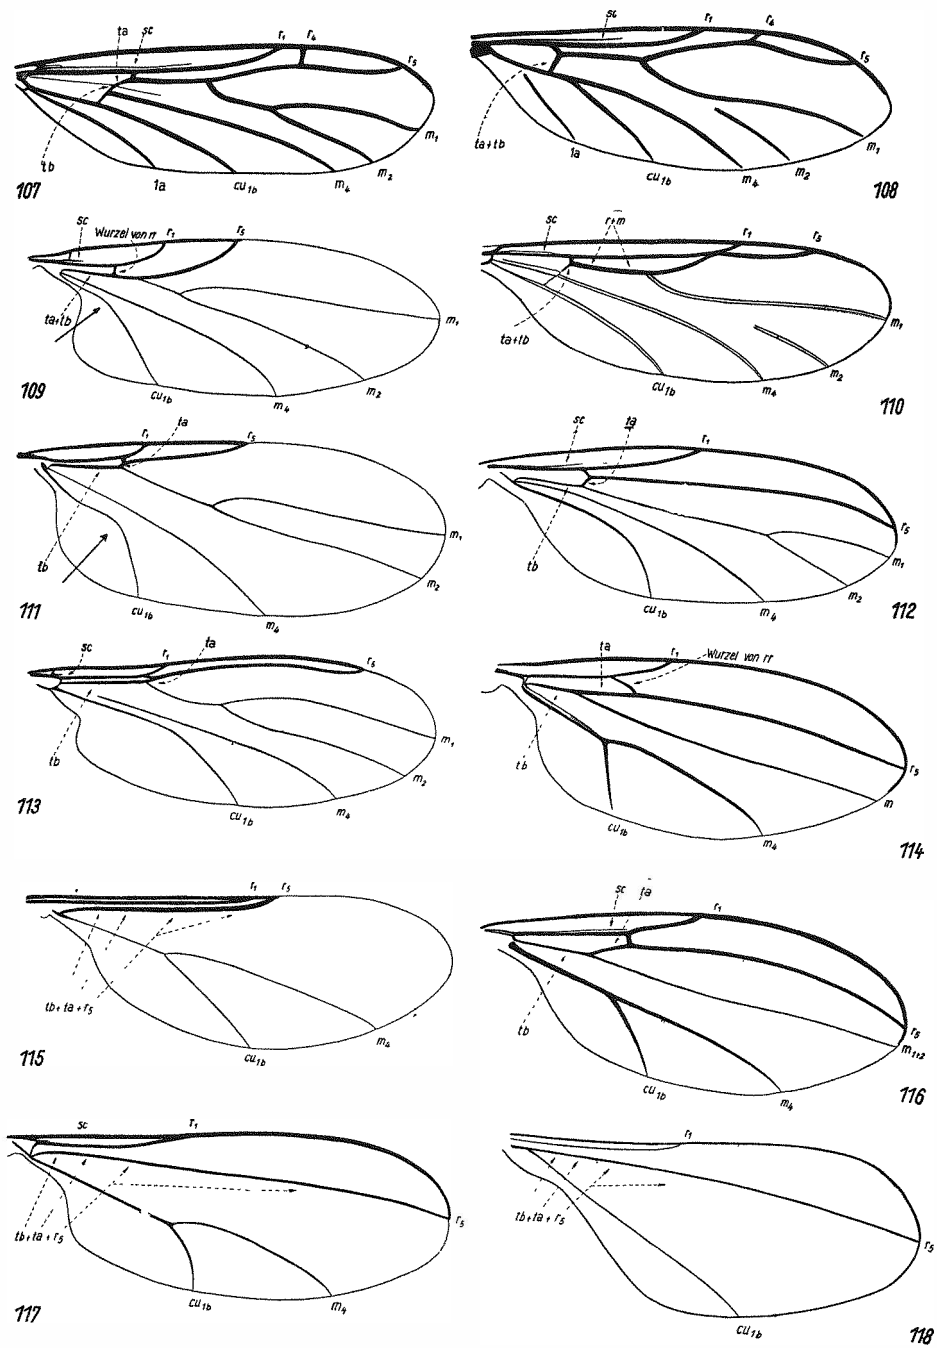 ta sc r₁ r₄ r₅
tb 1a cu₁b m₄ m₂ m₁
107
sc r₁ r₄ r₅
ta+tb 1a cu₁b m₄ m₂ m₁
108
sc Wurzel von rr r₁ r₅
ta+tb cu₁b m₄ m₂ m₁
109
sc r+m r₁ r₅
ta+tb cu₁b m₄ m₂ m₁
110
r₁ ta r₅
tb cu₁b m₄ m₂ m₁
111
sc ta r₁ r₅
tb cu₁b m₄ m₂ m₁
112
sc r₁ ta r₅
tb cu₁b m₄ m₂ m₁
113
ta r₁ Wurzel von rr r₅
tb cu₁b m₄ m
114
r₁ r₅
tb+ta+r₅ cu₁b m₄
115
sc ta r₁ r₅
tb cu₁b m₄ m₁₊₂
116
sc r₁ r₅
tb+ta+r₅ cu₁b m₄
117
r₁ r₅
tb+ta+r₅ cu₁b
118